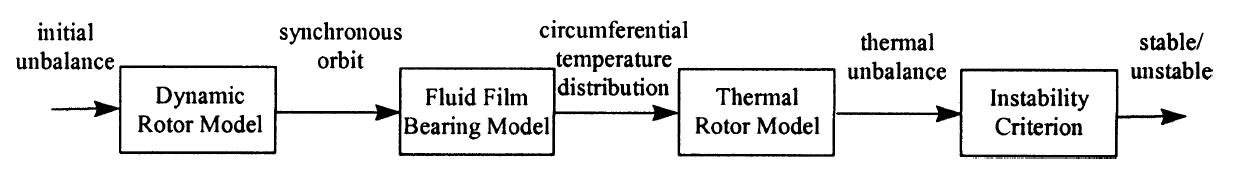 initial
unbalance
Dynamic
Rotor Model
synchronous
orbit
Fluid Film
Bearing Model
circumferential
temperature
distribution
Thermal
Rotor Model
thermal
unbalance
Instability
Criterion
stable/
unstable